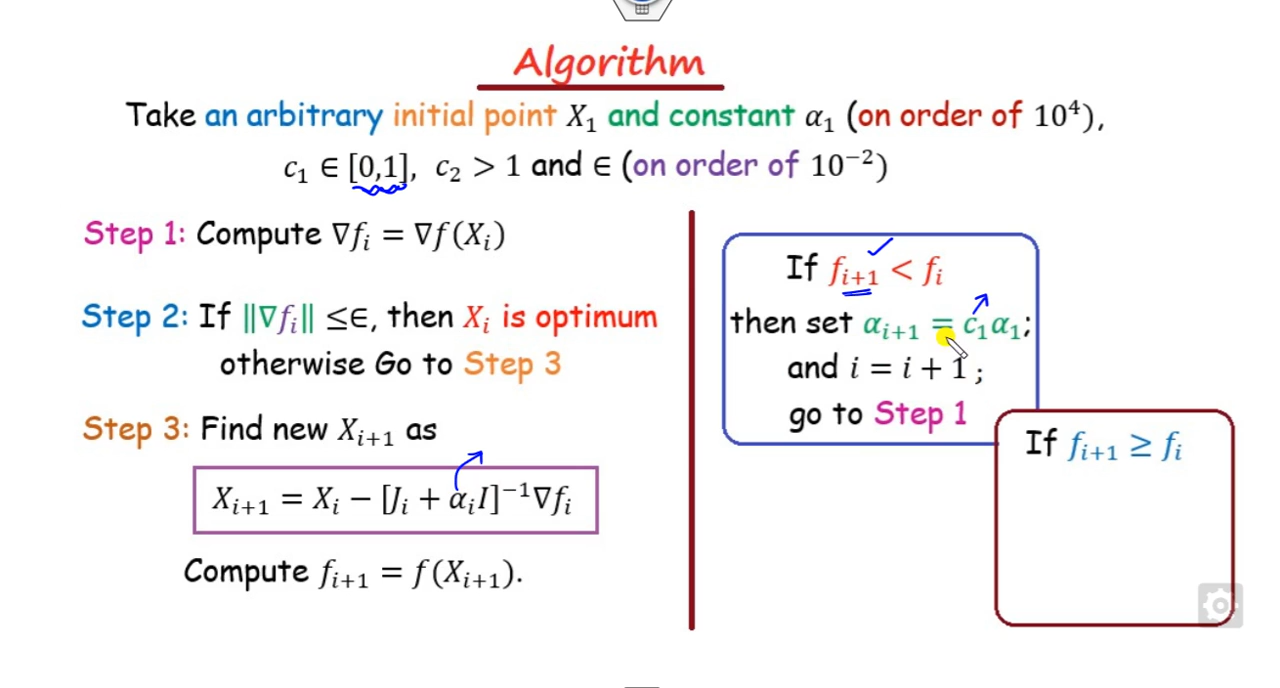 Algorithm
Take an arbitrary initial point X₁ and constant α₁ (on order of 10⁴),
c₁ ∈ [0,1], c₂ > 1 and ∈ (on order of 10⁻²)
Step 1: Compute ∇fᵢ = ∇f(Xᵢ)
Step 2: If ||∇fᵢ|| ≤∈, then Xᵢ is optimum
otherwise Go to Step 3
Step 3: Find new Xᵢ₊₁ as
Xᵢ₊₁ = Xᵢ − [Jᵢ + αᵢI]⁻¹∇fᵢ
Compute fᵢ₊₁ = f(Xᵢ₊₁).
If fᵢ₊₁ < fᵢ
then set αᵢ₊₁ = c₁α₁;
and i = i + 1;
go to Step 1
If fᵢ₊₁ ≥ fᵢ